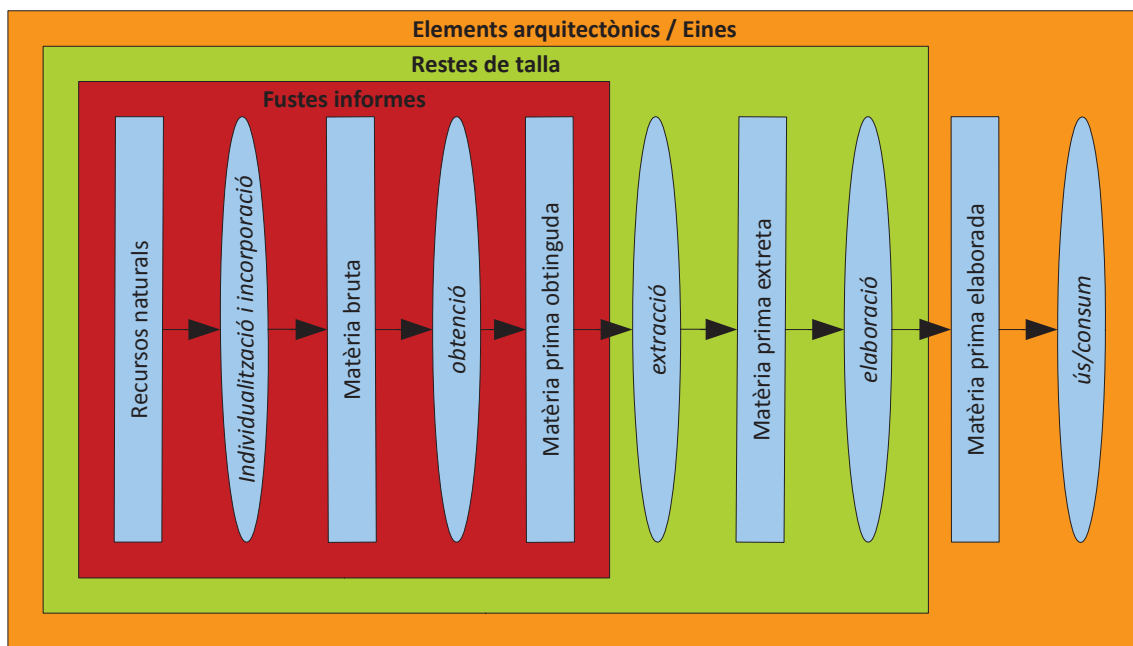 Elements arquitectònics / Eines
Restes de talla
Fustes informes
Recursos naturals
Individualització i incorporació
Matèria bruta
obtenció
Matèria prima obtinguda
extracció
Matèria prima extreta
elaboració
Matèria prima elaborada
ús/consum